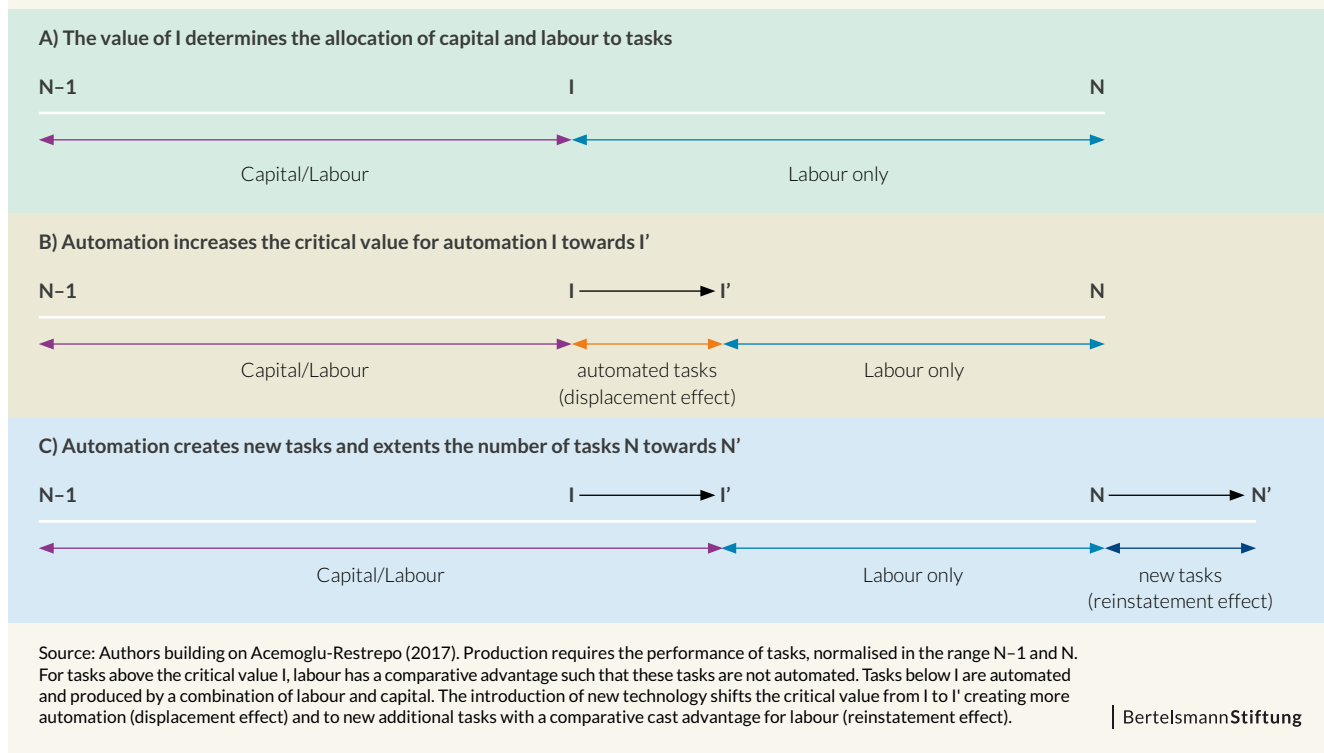 A) The value of I determines the allocation of capital and labour to tasks
N–1 I N
Capital/Labour Labour only
B) Automation increases the critical value for automation I towards I’
N–1 I I’ N
Capital/Labour automated tasks Labour only
(displacement effect)
C) Automation creates new tasks and extents the number of tasks N towards N’
N–1 I I’ N N’
Capital/Labour Labour only new tasks
(reinstatement effect)
Source: Authors building on Acemoglu-Restrepo (2017). Production requires the performance of tasks, normalised in the range N–1 and N.
For tasks above the critical value I, labour has a comparative advantage such that these tasks are not automated. Tasks below I are automated
and produced by a combination of labour and capital. The introduction of new technology shifts the critical value from I to I' creating more
automation (displacement effect) and to new additional tasks with a comparative cast advantage for labour (reinstatement effect).
BertelsmannStiftung